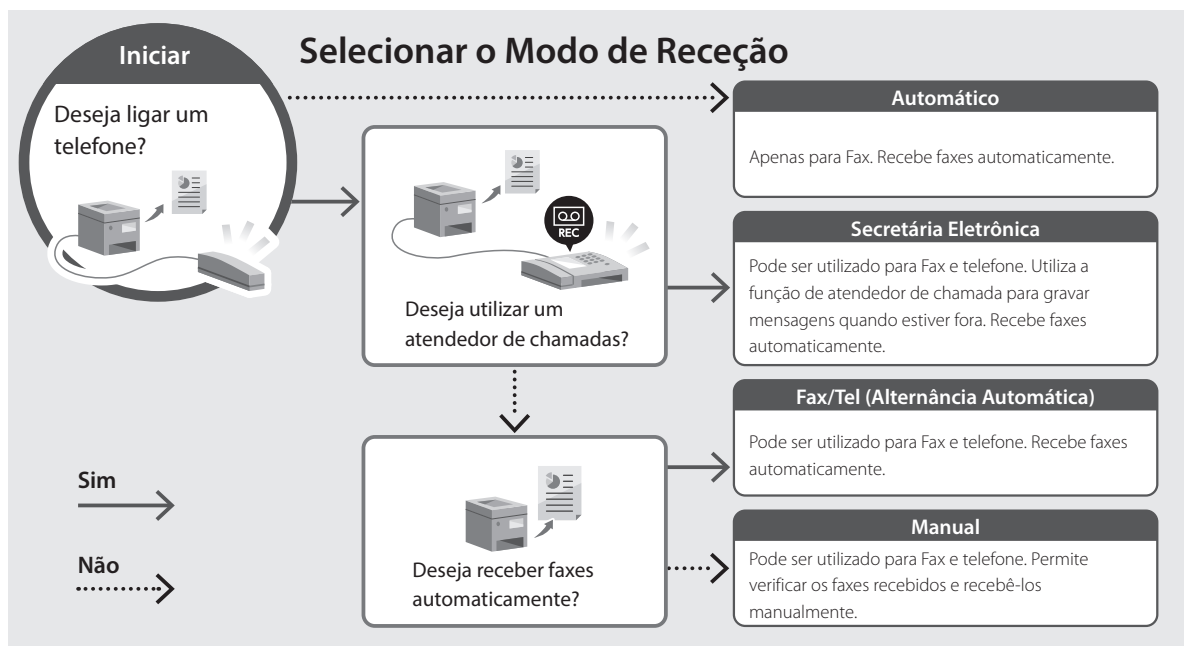 Selecionar o Modo de Receção
Iniciar
Deseja ligar um
telefone?
REC
Deseja utilizar um
atendedor de chamadas?
Deseja receber faxes
automaticamente?
Automático
Apenas para Fax. Recebe faxes automaticamente.
Secretária Eletrônica
Pode ser utilizado para Fax e telefone. Utiliza a
função de atendedor de chamada para gravar
mensagens quando estiver fora. Recebe faxes
automaticamente.
Fax/Tel (Alternância Automática)
Pode ser utilizado para Fax e telefone. Recebe faxes
automaticamente.
Manual
Pode ser utilizado para Fax e telefone. Permite
verificar os faxes recebidos e recebê-los
manualmente.
Sim
Não